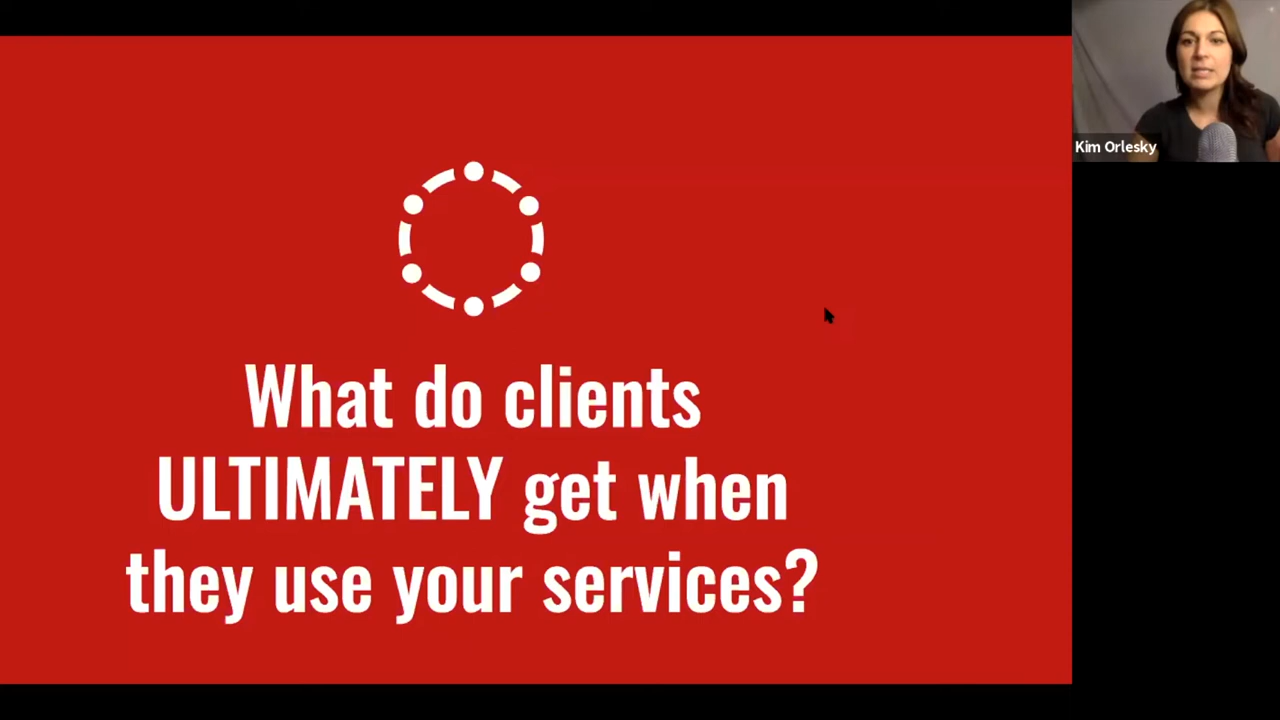 Kim Orlesky
What do clients
ULTIMATELY get when
they use your services?